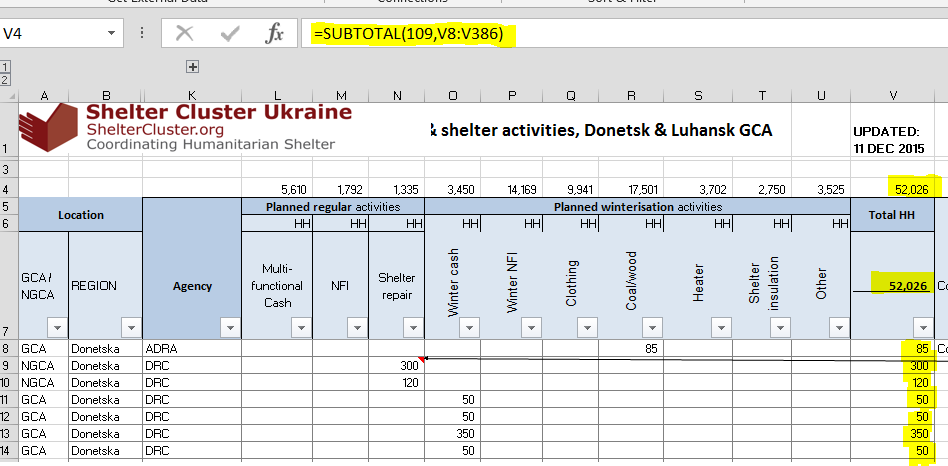 Get External Data Connections Sort & Filter
V4 fx =SUBTOTAL(109,V8:V386)
1
2
A B K L M N O P Q R S T U V
Shelter Cluster Ukraine
ShelterCluster.org
Coordinating Humanitarian Shelter
& shelter activities, Donetsk & Luhansk GCA
UPDATED:
1 11 DEC 2015
3
4 5,610 1,792 1,335 3,450 14,169 9,941 17,501 3,702 2,750 3,525 52,026
5 Location Planned regular activities Planned winterisation activities Total HH
6 HH HH HH HH HH HH HH HH HH HH
GCA / NGCA REGION Agency Multi-functional Cash NFI Shelter repair Winter cash Winter NFI Clothing Coal/wood Heater Shelter insulation Other 52,026 Co
7
8 GCA Donetska ADRA 85 85 Co
9 NGCA Donetska DRC 300 300
10 NGCA Donetska DRC 120 120
11 GCA Donetska DRC 50 50
12 GCA Donetska DRC 50 50
13 GCA Donetska DRC 350 350
14 GCA Donetska DRC 50 50